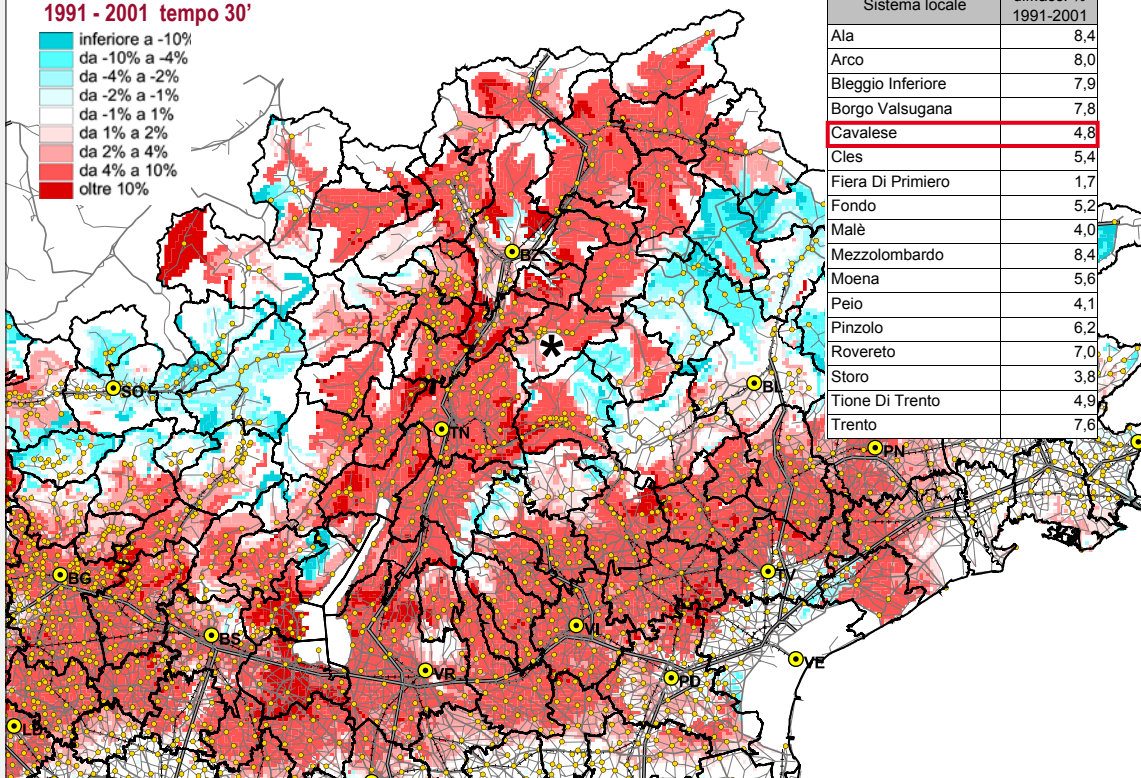 1991 - 2001 tempo 30’
inferiore a -10%
da -10% a -4%
da -4% a -2%
da -2% a -1%
da -1% a 1%
da 1% a 2%
da 2% a 4%
da 4% a 10%
oltre 10%
Sistema locale
1991-2001
Ala 8,4
Arco 8,0
Bleggio Inferiore 7,9
Borgo Valsugana 7,8
Cavalese 4,8
Cles 5,4
Fiera Di Primiero 1,7
Fondo 5,2
Malè 4,0
Mezzolombardo 8,4
Moena 5,6
Peio 4,1
Pinzolo 6,2
Rovereto 7,0
Storo 3,8
Tione Di Trento 4,9
Trento 7,6
BZ
*
SO
BL
TN
PN
BG
TV
BS
VI
VR
PD
VE